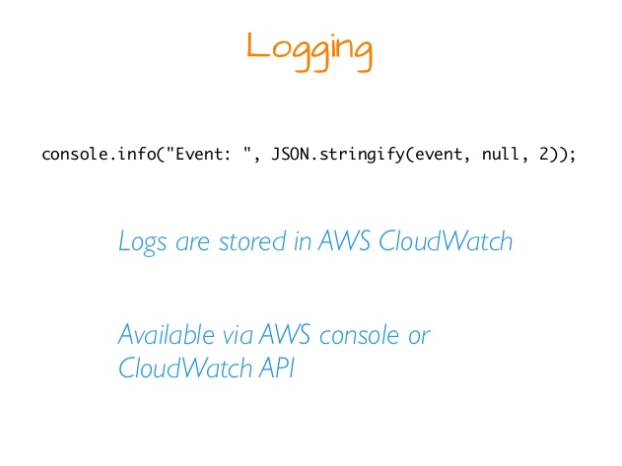 Logging
console.info("Event: ", JSON.stringify(event, null, 2));
Logs are stored in AWS CloudWatch
Available via AWS console or
CloudWatch API